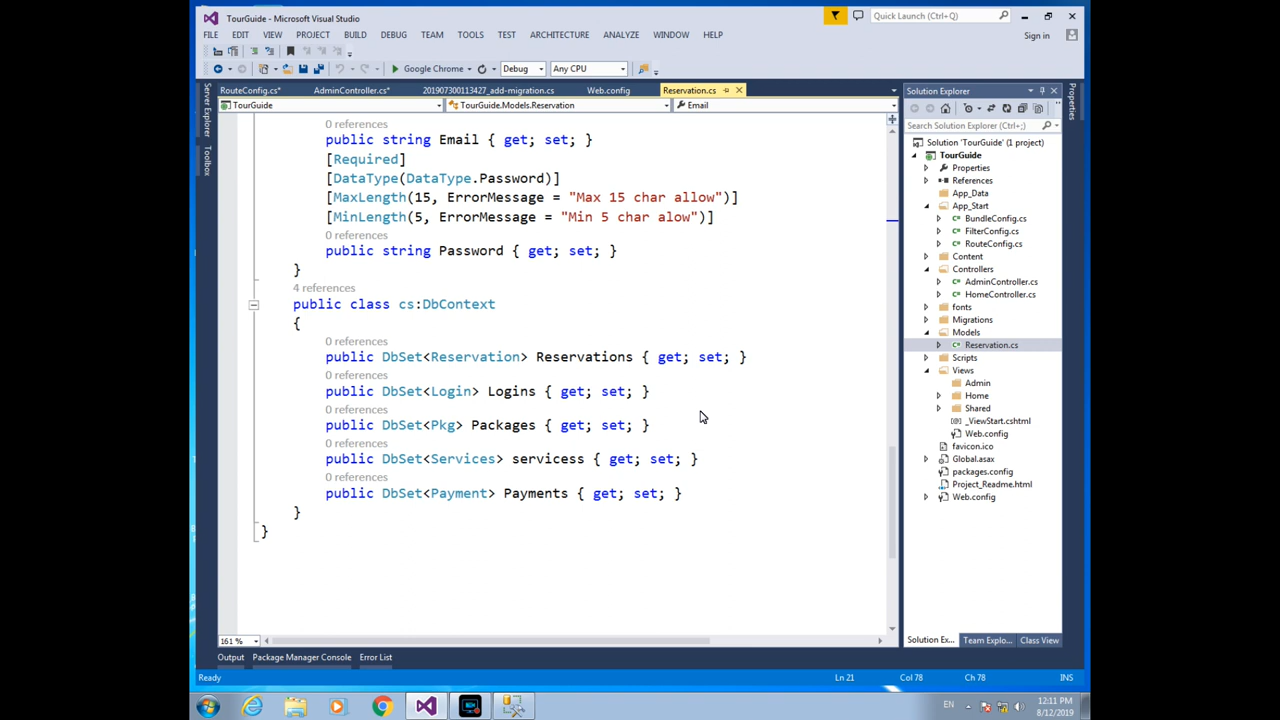 TourGuide - Microsoft Visual Studio
Quick Launch (Ctrl+Q)
FILE EDIT VIEW PROJECT BUILD DEBUG TEAM TOOLS TEST ARCHITECTURE ANALYZE WINDOW HELP
Sign in
Google Chrome Debug Any CPU
Server Explorer
Toolbox
RouteConfig.cs* AdminController.cs* 201907300113427_add-migration.cs Web.config Reservation.cs
TourGuide TourGuide.Models.Reservation Email
0 references
public string Email { get; set; }
[Required]
[DataType(DataType.Password)]
[MaxLength(15, ErrorMessage = "Max 15 char allow")]
[MinLength(5, ErrorMessage = "Min 5 char alow")]
0 references
public string Password { get; set; }
}
4 references
public class cs:DbContext
{
0 references
public DbSet<Reservation> Reservations { get; set; }
0 references
public DbSet<Login> Logins { get; set; }
0 references
public DbSet<Pkg> Packages { get; set; }
0 references
public DbSet<Services> servicess { get; set; }
0 references
public DbSet<Payment> Payments { get; set; }
}
}
161 %
Solution Explorer
Search Solution Explorer (Ctrl+;)
Solution 'TourGuide' (1 project)
TourGuide
Properties
References
App_Data
App_Start
BundleConfig.cs
FilterConfig.cs
RouteConfig.cs
Content
Controllers
AdminController.cs
HomeController.cs
fonts
Migrations
Models
Reservation.cs
Scripts
Views
Admin
Home
Shared
_ViewStart.cshtml
Web.config
favicon.ico
Global.asax
packages.config
Project_Readme.html
Web.config
Solution Ex... Team Explo... Class View
Properties
Output Package Manager Console Error List
Ready Ln 21 Col 78 Ch 78 INS
EN
12:11 PM
8/12/2019